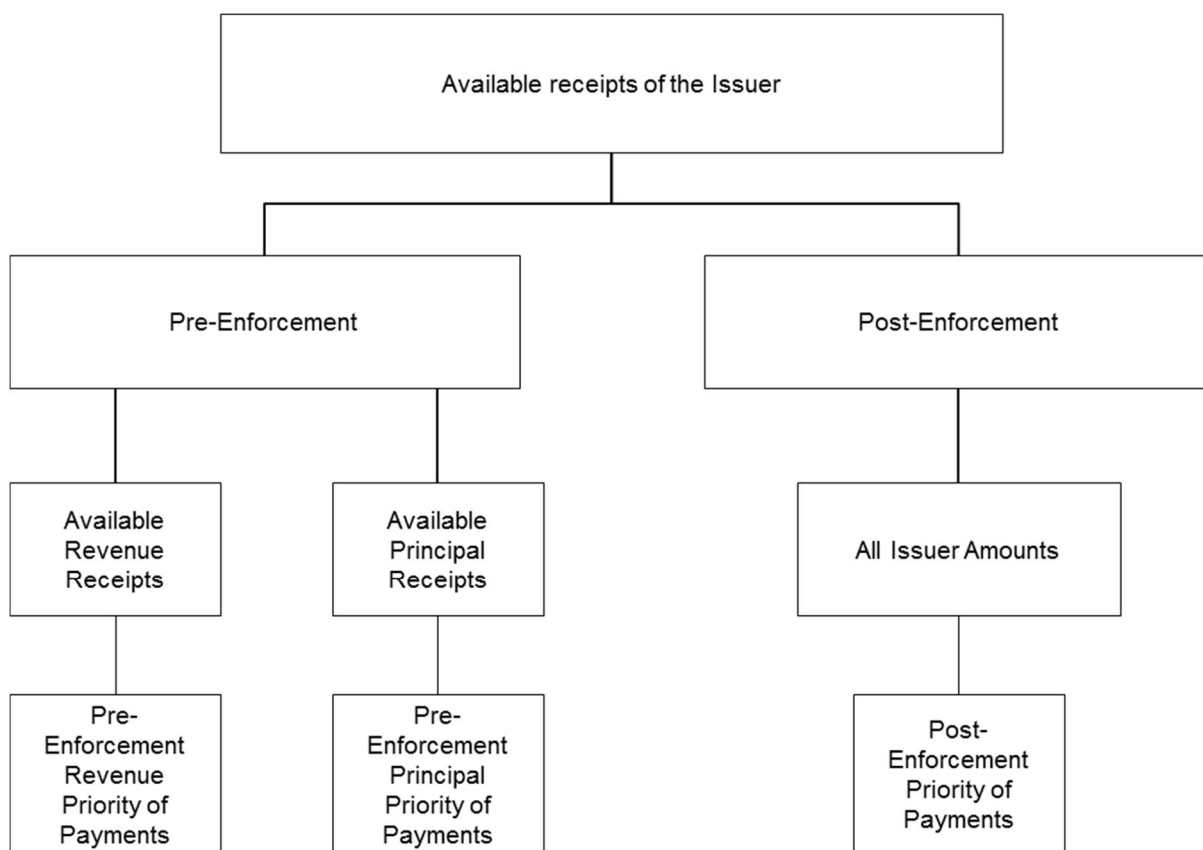 Available receipts of the Issuer
Pre-Enforcement
Post-Enforcement
Available
Revenue
Receipts
Available
Principal
Receipts
All Issuer Amounts
Pre-
Enforcement
Revenue
Priority of
Payments
Pre-
Enforcement
Principal
Priority of
Payments
Post-
Enforcement
Priority of
Payments